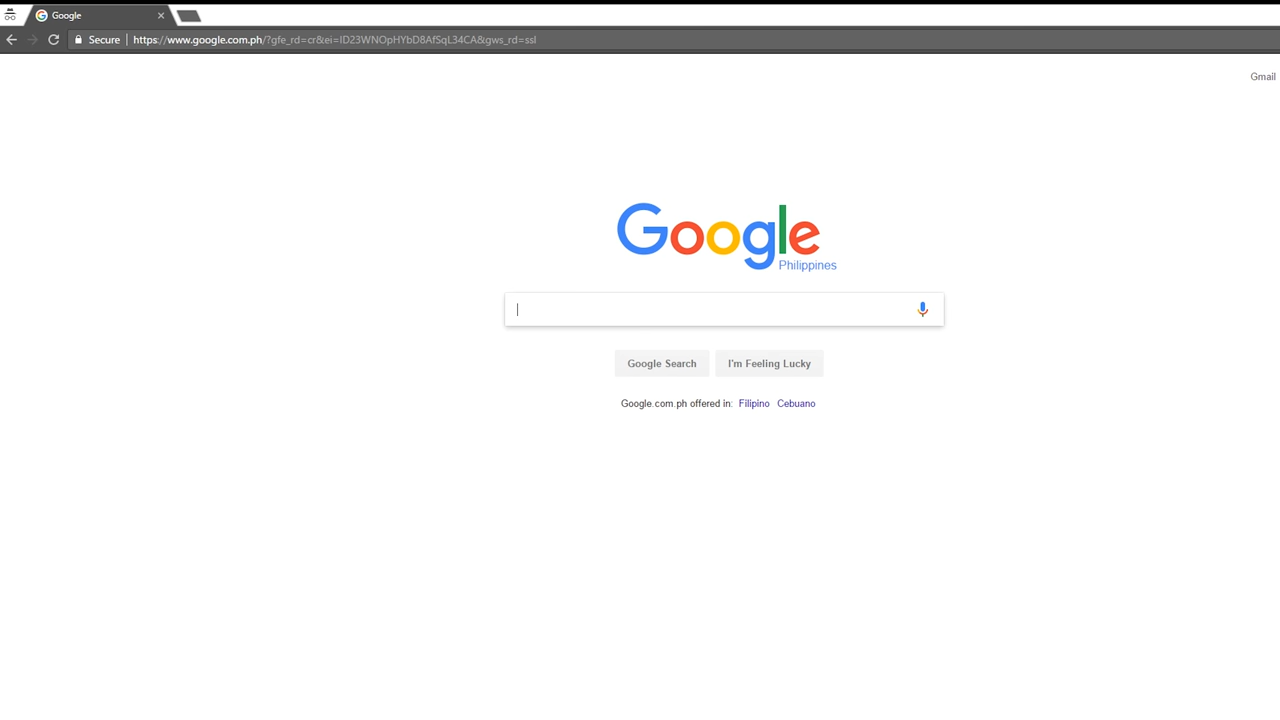 Google
Secure https://www.google.com.ph/?gfe_rd=cr&ei=ID23WNOpHYbD8AfSqL34CA&gws_rd=ssl
Gmail
Google
Philippines
Google Search I'm Feeling Lucky
Google.com.ph offered in: Filipino Cebuano